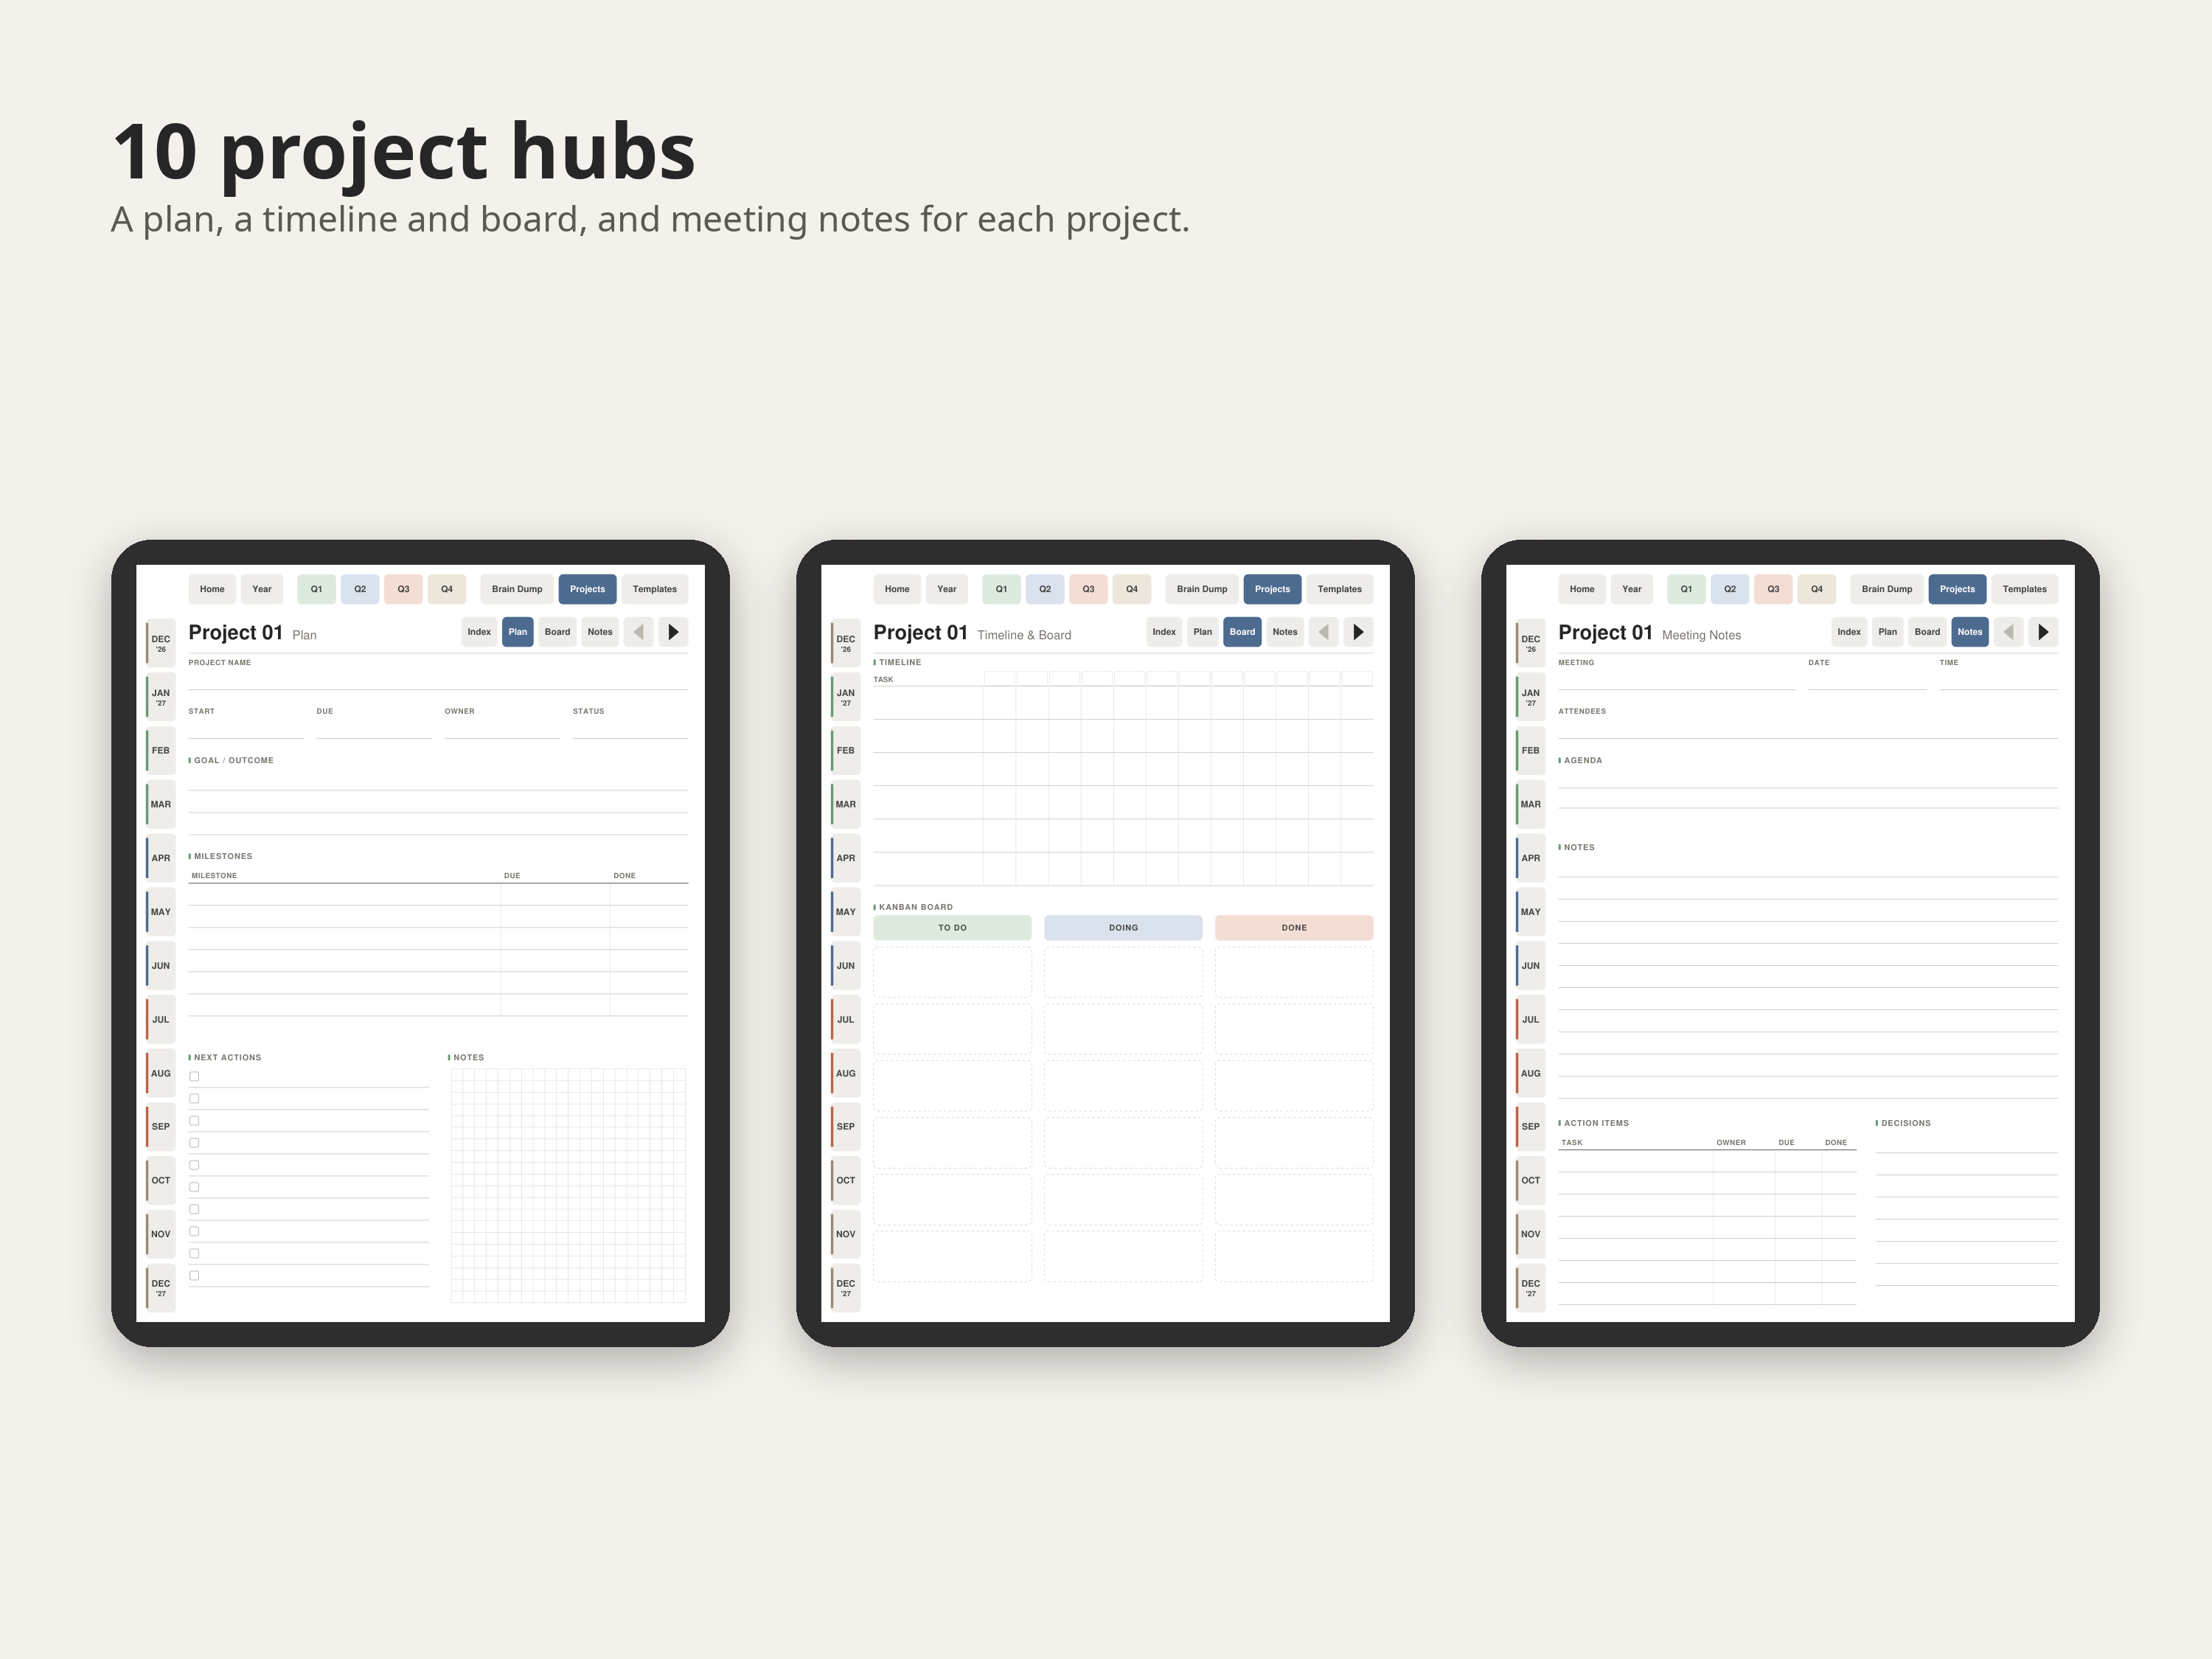 10 project hubs
A plan, a timeline and board, and meeting notes for each project.
Home Year Q1 Q2 Q3 Q4 Brain Dump Projects Templates
Project 01 Plan Index Plan Board Notes
PROJECT NAME
START DUE OWNER STATUS
GOAL / OUTCOME
MILESTONES
MILESTONE DUE DONE
NEXT ACTIONS NOTES
DEC
'26
JAN
'27
FEB
MAR
APR
MAY
JUN
JUL
AUG
SEP
OCT
NOV
DEC
'27
Home Year Q1 Q2 Q3 Q4 Brain Dump Projects Templates
Project 01 Timeline & Board Index Plan Board Notes
TIMELINE
TASK
KANBAN BOARD
TO DO DOING DONE
DEC
'26
JAN
'27
FEB
MAR
APR
MAY
JUN
JUL
AUG
SEP
OCT
NOV
DEC
'27
Home Year Q1 Q2 Q3 Q4 Brain Dump Projects Templates
Project 01 Meeting Notes Index Plan Board Notes
MEETING DATE TIME
ATTENDEES
AGENDA
NOTES
ACTION ITEMS DECISIONS
TASK OWNER DUE DONE
DEC
'26
JAN
'27
FEB
MAR
APR
MAY
JUN
JUL
AUG
SEP
OCT
NOV
DEC
'27